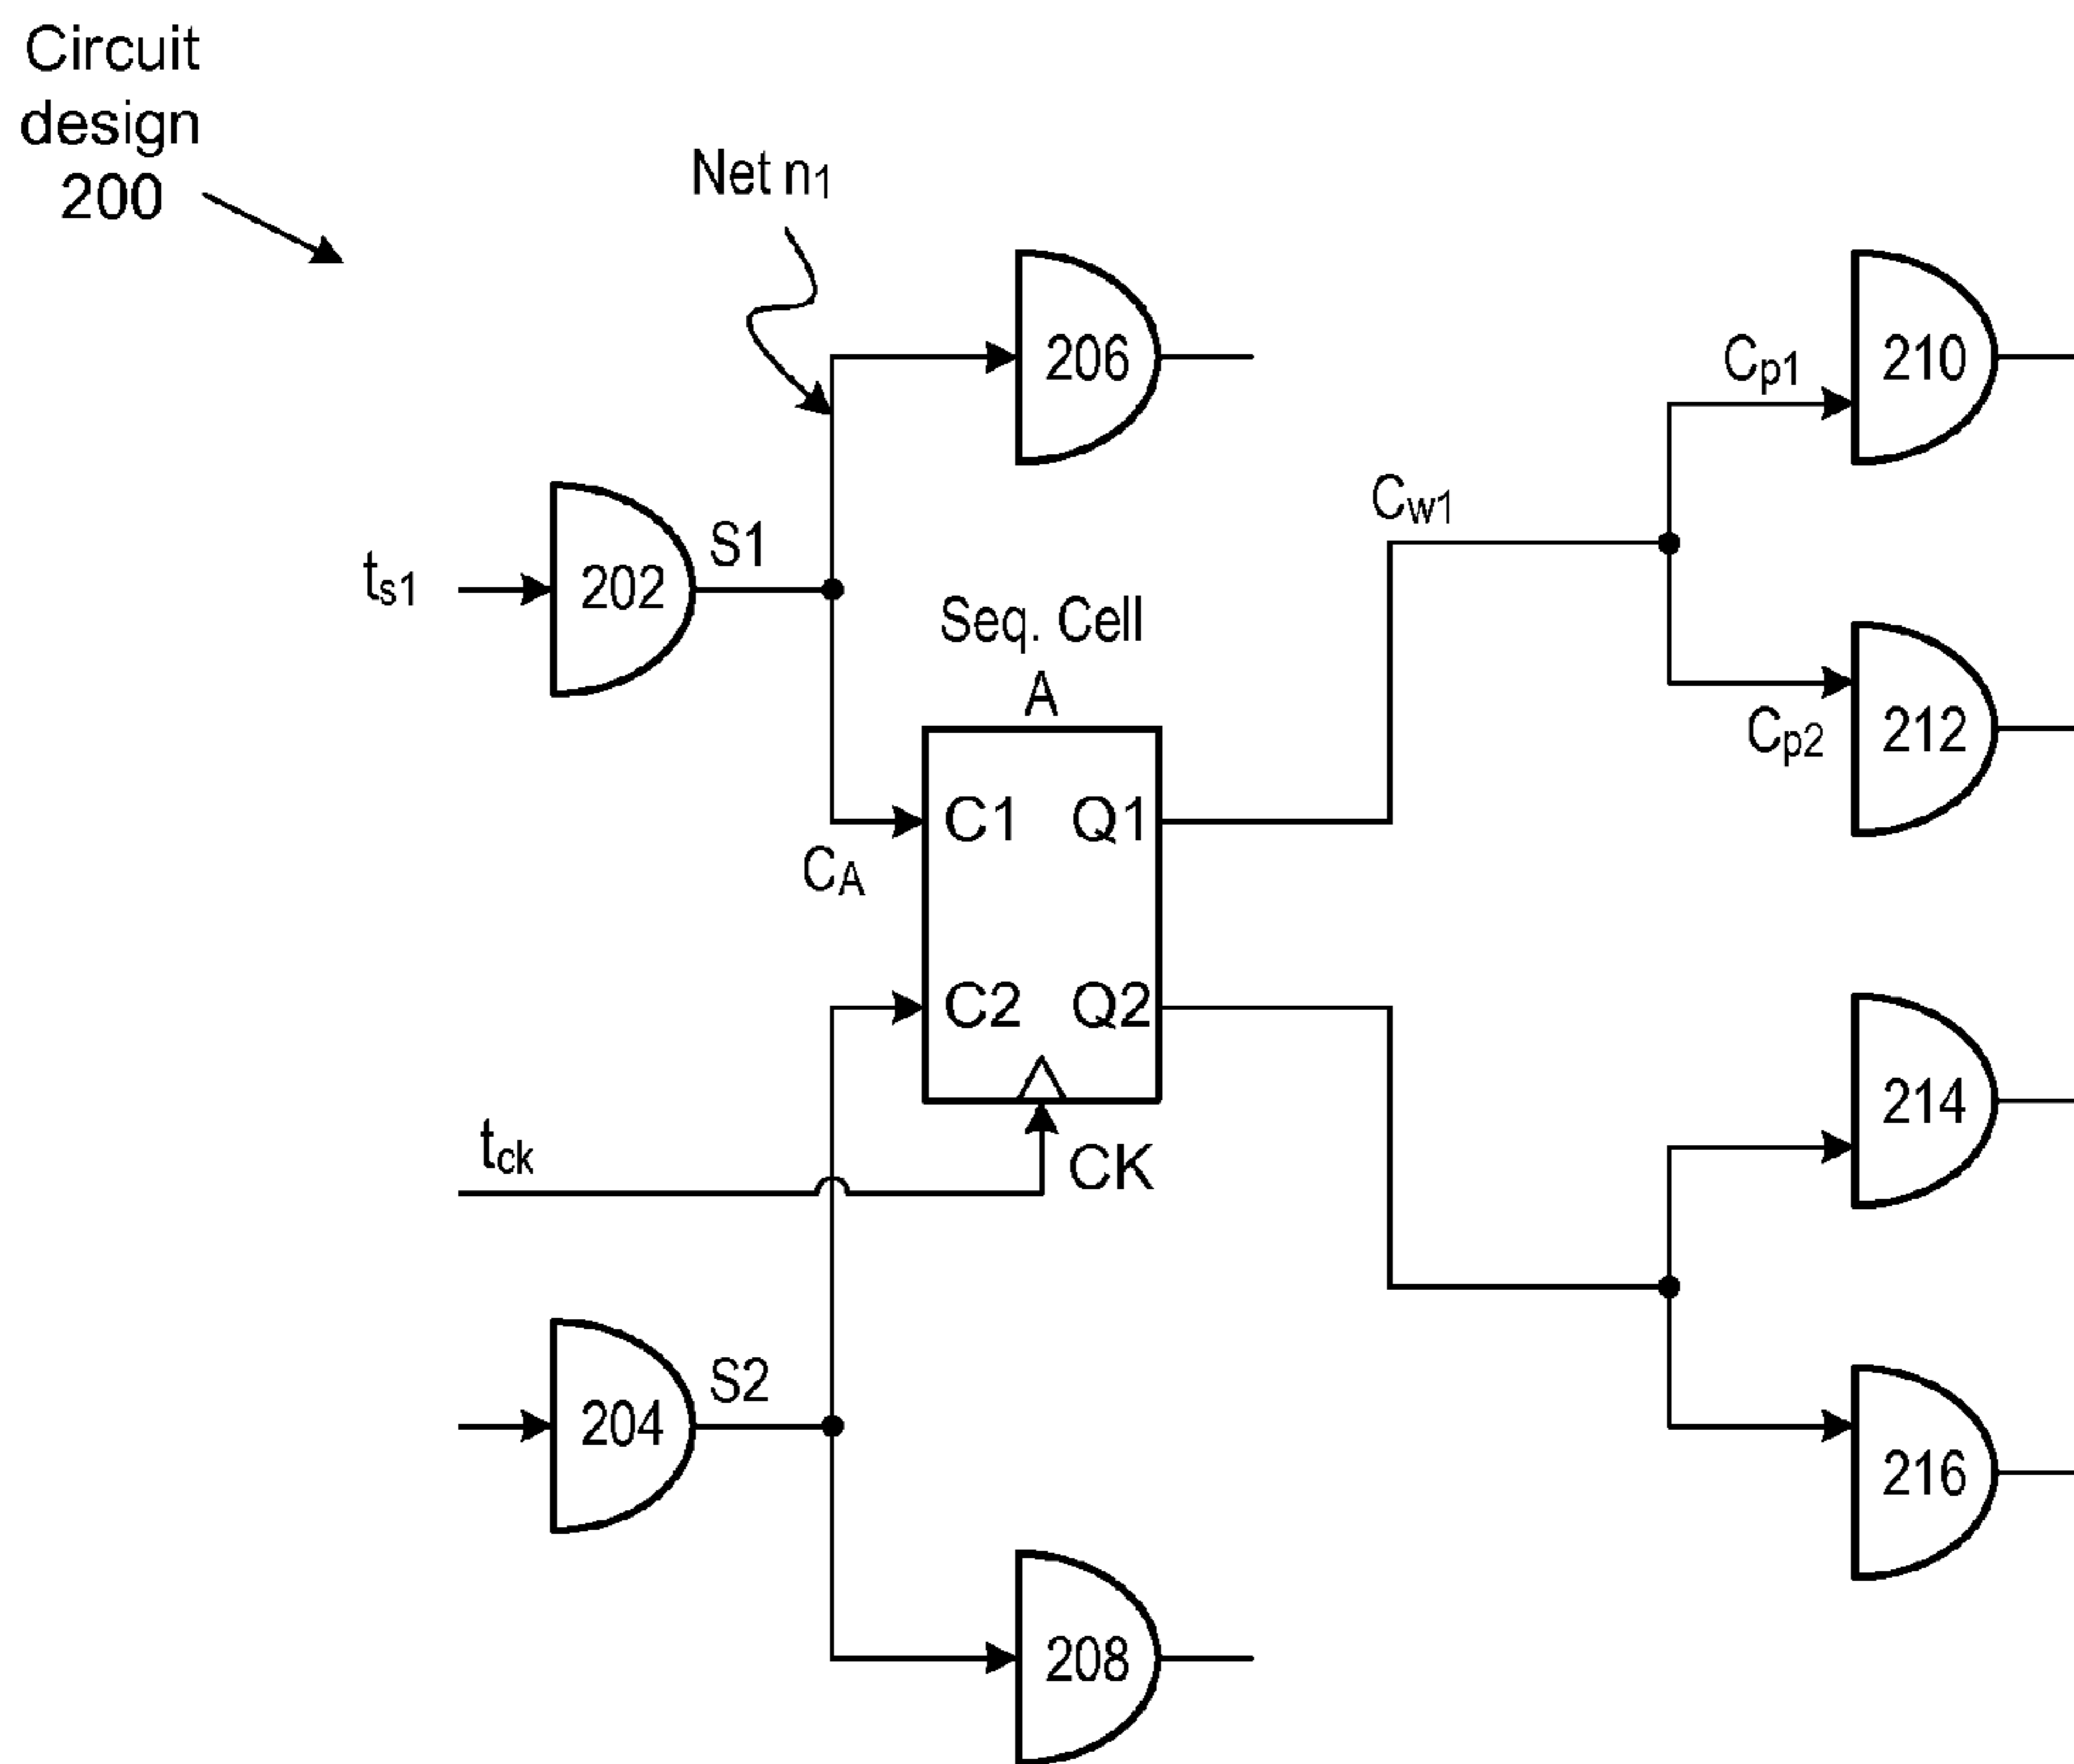 Circuit
design
200
Net n1
206
210
Cp1
Cw1
S1
ts1
202
Seq. Cell
A
212
Cp2
C1 Q1
CA
C2 Q2
214
tck
CK
S2
204
216
208